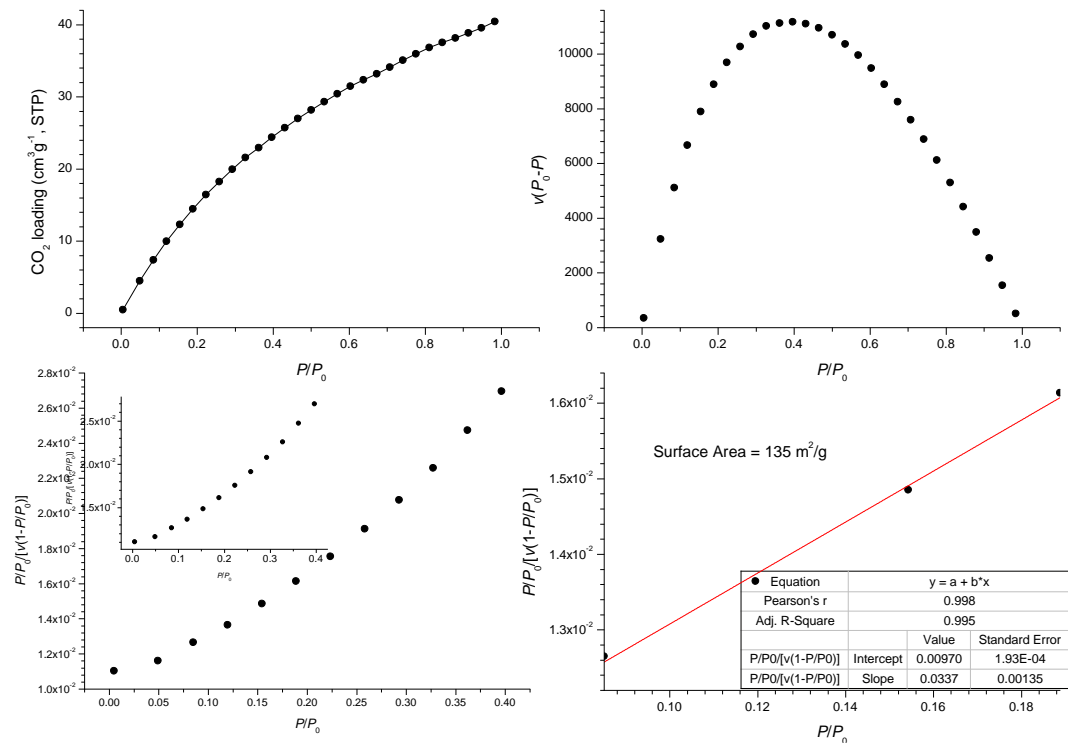 CO₂ loading (cm³g⁻¹, STP)
40
30
20
10
0
0.0 0.2 0.4 0.6 0.8 1.0
P/P₀
v(P₀-P)
10000
8000
6000
4000
2000
0
0.0 0.2 0.4 0.6 0.8 1.0
P/P₀
P/P₀/[v(1-P/P₀)]
2.8x10⁻²
2.6x10⁻²
2.4x10⁻²
2.2x10⁻²
2.0x10⁻²
1.8x10⁻²
1.6x10⁻²
1.4x10⁻²
1.2x10⁻²
1.0x10⁻²
0.00 0.05 0.10 0.15 0.20 0.25 0.30 0.35 0.40
P/P₀
P/P₀/[v(1-P/P₀)]
2.5x10⁻²
2.0x10⁻²
1.5x10⁻²
0.0 0.1 0.2 0.3 0.4
P/P₀
P/P₀/[v(1-P/P₀)]
1.6x10⁻²
1.5x10⁻²
1.4x10⁻²
1.3x10⁻²
Surface Area = 135 m²/g
Equation y = a + b*x
Pearson's r 0.998
Adj. R-Square 0.995
Value Standard Error
P/P0/[v(1-P/P0)] Intercept 0.00970 1.93E-04
P/P0/[v(1-P/P0)] Slope 0.0337 0.00135
0.10 0.12 0.14 0.16 0.18
P/P₀